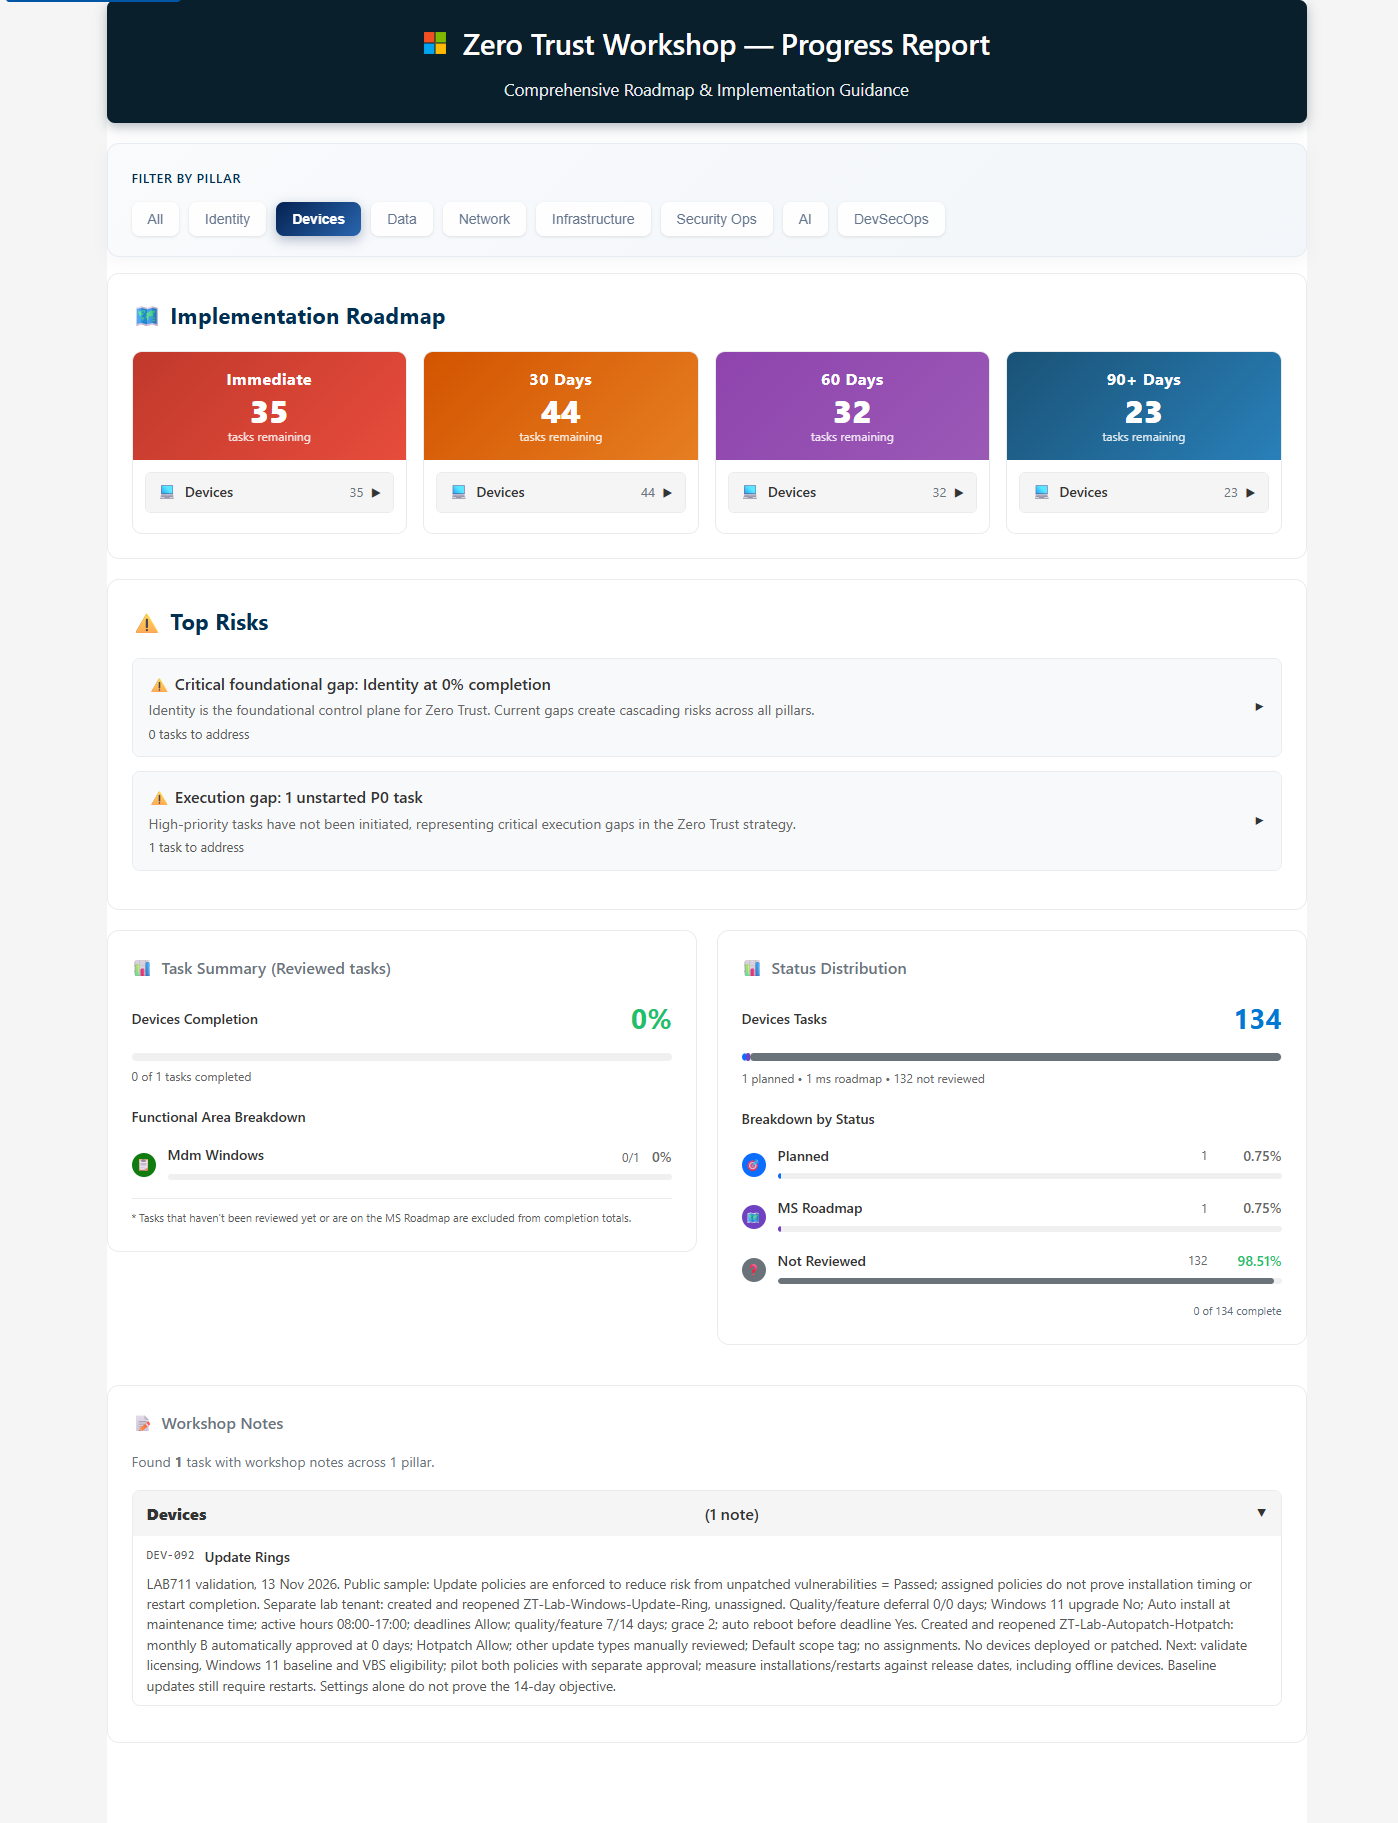 Zero Trust Workshop — Progress Report
Comprehensive Roadmap & Implementation Guidance
FILTER BY PILLAR
All
Identity
Devices
Data
Network
Infrastructure
Security Ops
AI
DevSecOps
Implementation Roadmap
Immediate
35
tasks remaining
Devices
35 ▶
30 Days
44
tasks remaining
Devices
44 ▶
60 Days
32
tasks remaining
Devices
32 ▶
90+ Days
23
tasks remaining
Devices
23 ▶
Top Risks
Critical foundational gap: Identity at 0% completion
Identity is the foundational control plane for Zero Trust. Current gaps create cascading risks across all pillars.
0 tasks to address
Execution gap: 1 unstarted P0 task
High-priority tasks have not been initiated, representing critical execution gaps in the Zero Trust strategy.
1 task to address
Task Summary (Reviewed tasks)
Devices Completion
0%
0 of 1 tasks completed
Functional Area Breakdown
Mdm Windows
0/1
0%
* Tasks that haven't been reviewed yet or are on the MS Roadmap are excluded from completion totals.
Status Distribution
Devices Tasks
134
1 planned • 1 ms roadmap • 132 not reviewed
Breakdown by Status
Planned
1
0.75%
MS Roadmap
1
0.75%
Not Reviewed
132
98.51%
0 of 134 complete
Workshop Notes
Found 1 task with workshop notes across 1 pillar.
Devices
(1 note)
▼
DEV-092 Update Rings
LAB711 validation, 13 Nov 2026. Public sample: Update policies are enforced to reduce risk from unpatched vulnerabilities = Passed; assigned policies do not prove installation timing or
restart completion. Separate lab tenant: created and reopened ZT-Lab-Windows-Update-Ring, unassigned. Quality/feature deferral 0/0 days; Windows 11 upgrade No; Auto install at
maintenance time; active hours 08:00-17:00; deadlines Allow; quality/feature 7/14 days; grace 2; auto reboot before deadline Yes. Created and reopened ZT-Lab-Autopatch-Hotpatch:
monthly B automatically approved at 0 days; Hotpatch Allow; other update types manually reviewed; Default scope tag; no assignments. No devices deployed or patched. Next: validate
licensing, Windows 11 baseline and VBS eligibility; pilot both policies with separate approval; measure installations/restarts against release dates, including offline devices. Baseline
updates still require restarts. Settings alone do not prove the 14-day objective.